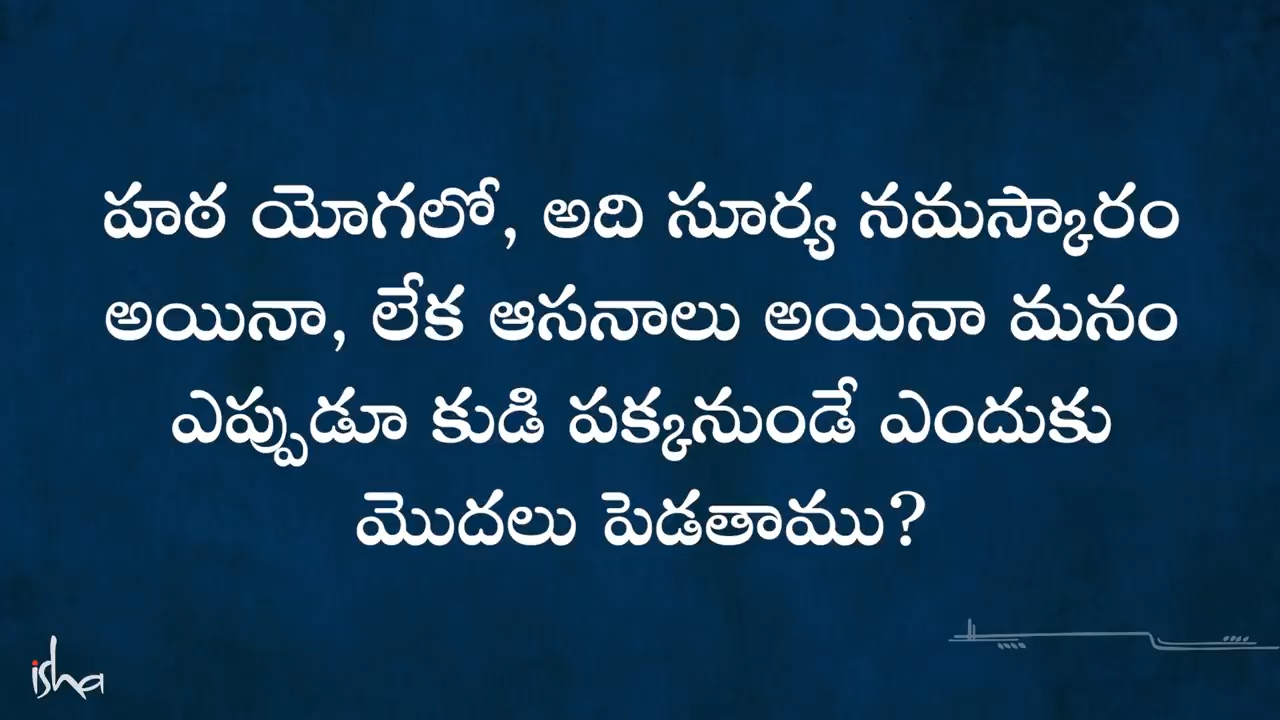 హఠ యోగలో, అది సూర్య నమస్కారం
అయినా, లేక ఆసనాలు అయినా మనం
ఎప్పుడూ కుడి పక్కనుండే ఎందుకు
మొదలు పెడతాము?
isha